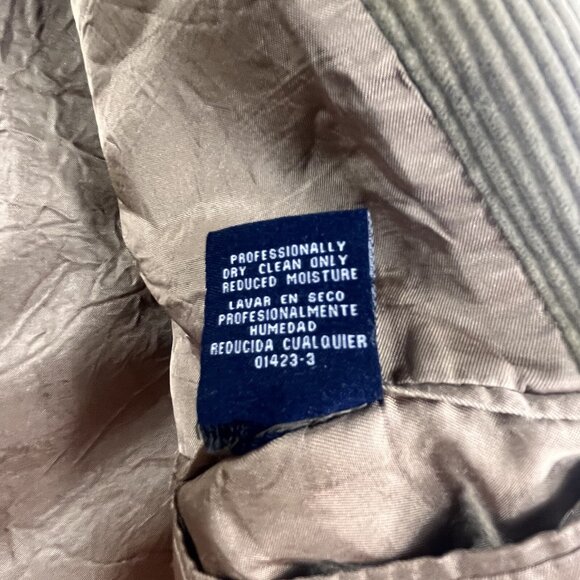 PROFESSIONALLY
DRY CLEAN ONLY
REDUCED MOISTURE
LAVAR EN SECO
PROFESIONALMENTE
HUMEDAD
REDUCIDA CUALQUIER
01423-3